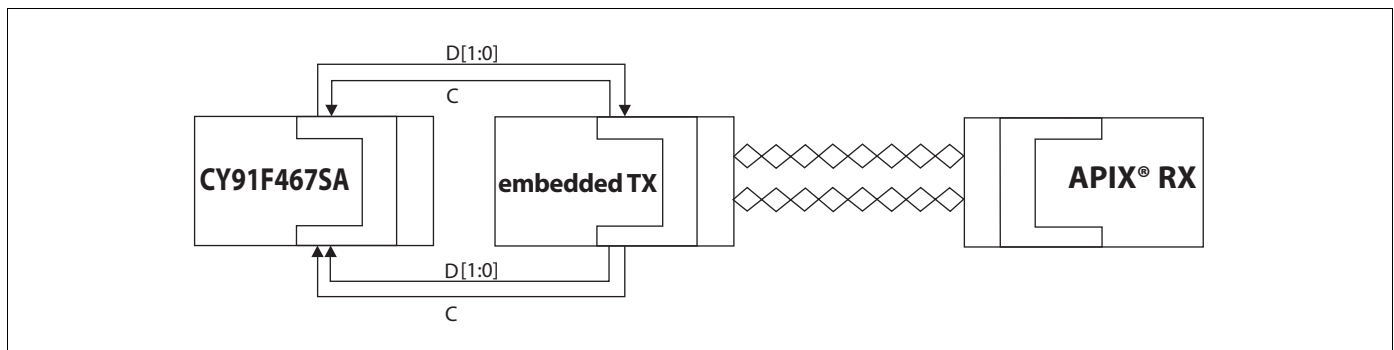 D[1:0]
C
CY91F467SA
embedded TX
APIX® RX
D[1:0]
C